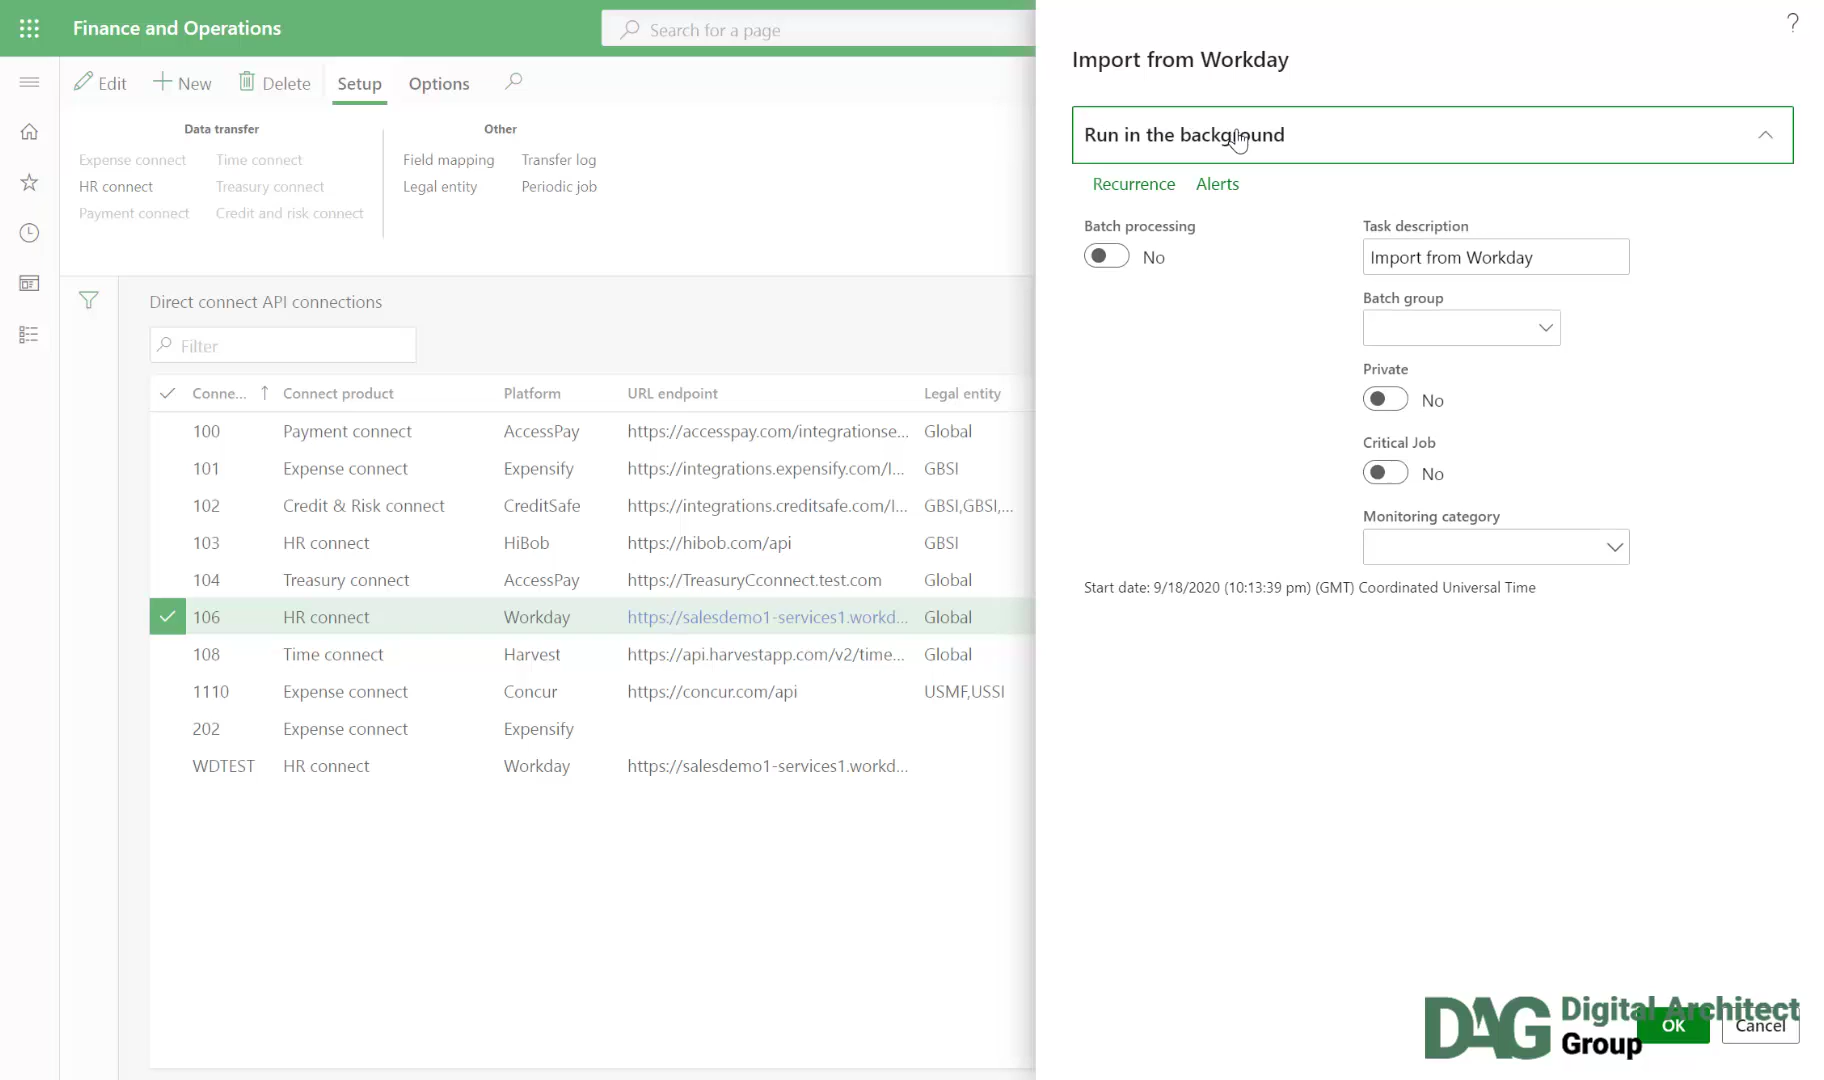 Finance and Operations
Search for a page
?
Edit
New
Delete
Setup
Options
Data transfer
Expense connect
Time connect
HR connect
Treasury connect
Payment connect
Credit and risk connect
Other
Field mapping
Transfer log
Legal entity
Periodic job
Direct connect API connections
Filter
Conne... Connect product Platform URL endpoint Legal entity
100 Payment connect AccessPay https://accesspay.com/integrationse... Global
101 Expense connect Expensify https://integrations.expensify.com/I... GBSI
102 Credit & Risk connect CreditSafe https://integrations.creditsafe.com/I... GBSI,GBSI,...
103 HR connect HiBob https://hibob.com/api GBSI
104 Treasury connect AccessPay https://TreasuryCconnect.test.com Global
106 HR connect Workday https://salesdemo1-services1.workd... Global
108 Time connect Harvest https://api.harvestapp.com/v2/time... Global
1110 Expense connect Concur https://concur.com/api USMF,USSI
202 Expense connect Expensify
WDTEST HR connect Workday https://salesdemo1-services1.workd...
Import from Workday
Run in the background
Recurrence Alerts
Batch processing
No
Task description
Import from Workday
Batch group
Private
No
Critical Job
No
Monitoring category
Start date: 9/18/2020 (10:13:39 pm) (GMT) Coordinated Universal Time
DAG Digital Architect
Group
OK
Cancel